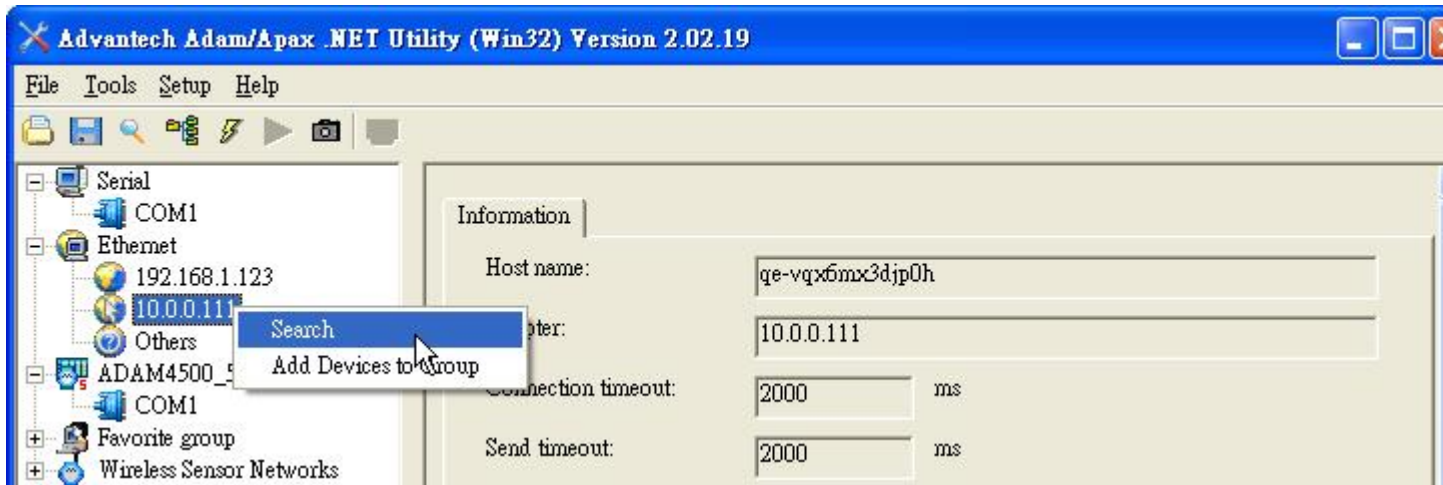 Advantech Adam/Apax .NET Utility (Win32) Version 2.02.19
File Tools Setup Help
Serial
COM1
Ethernet
192.168.1.123
10.0.0.111
Others
ADAM4500_5
COM1
Favorite group
Wireless Sensor Networks
Search
Add Devices to Group
Information
Host name:
qe-vqx6mx3djp0h
pter:
10.0.0.111
Connection timeout:
2000 ms
Send timeout:
2000 ms